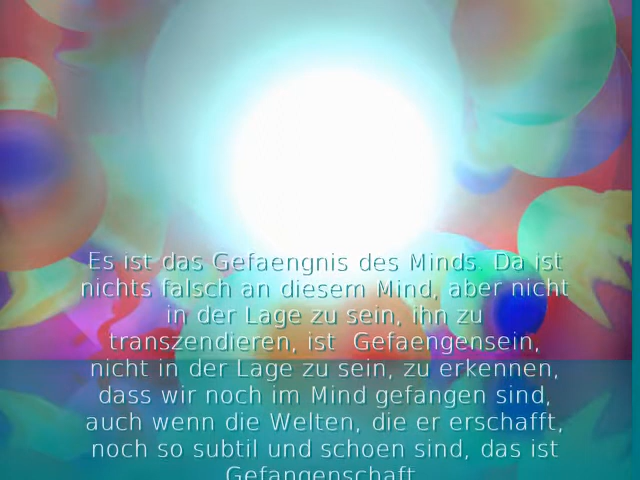 Es ist das Gefaengnis des Minds. Da ist
nichts falsch an diesem Mind, aber nicht
in der Lage zu sein, ihn zu
transzendieren, ist  Gefaengensein,
nicht in der Lage zu sein, zu erkennen,
dass wir noch im Mind gefangen sind,
auch wenn die Welten, die er erschafft,
noch so subtil und schoen sind, das ist
Gefangenschaft